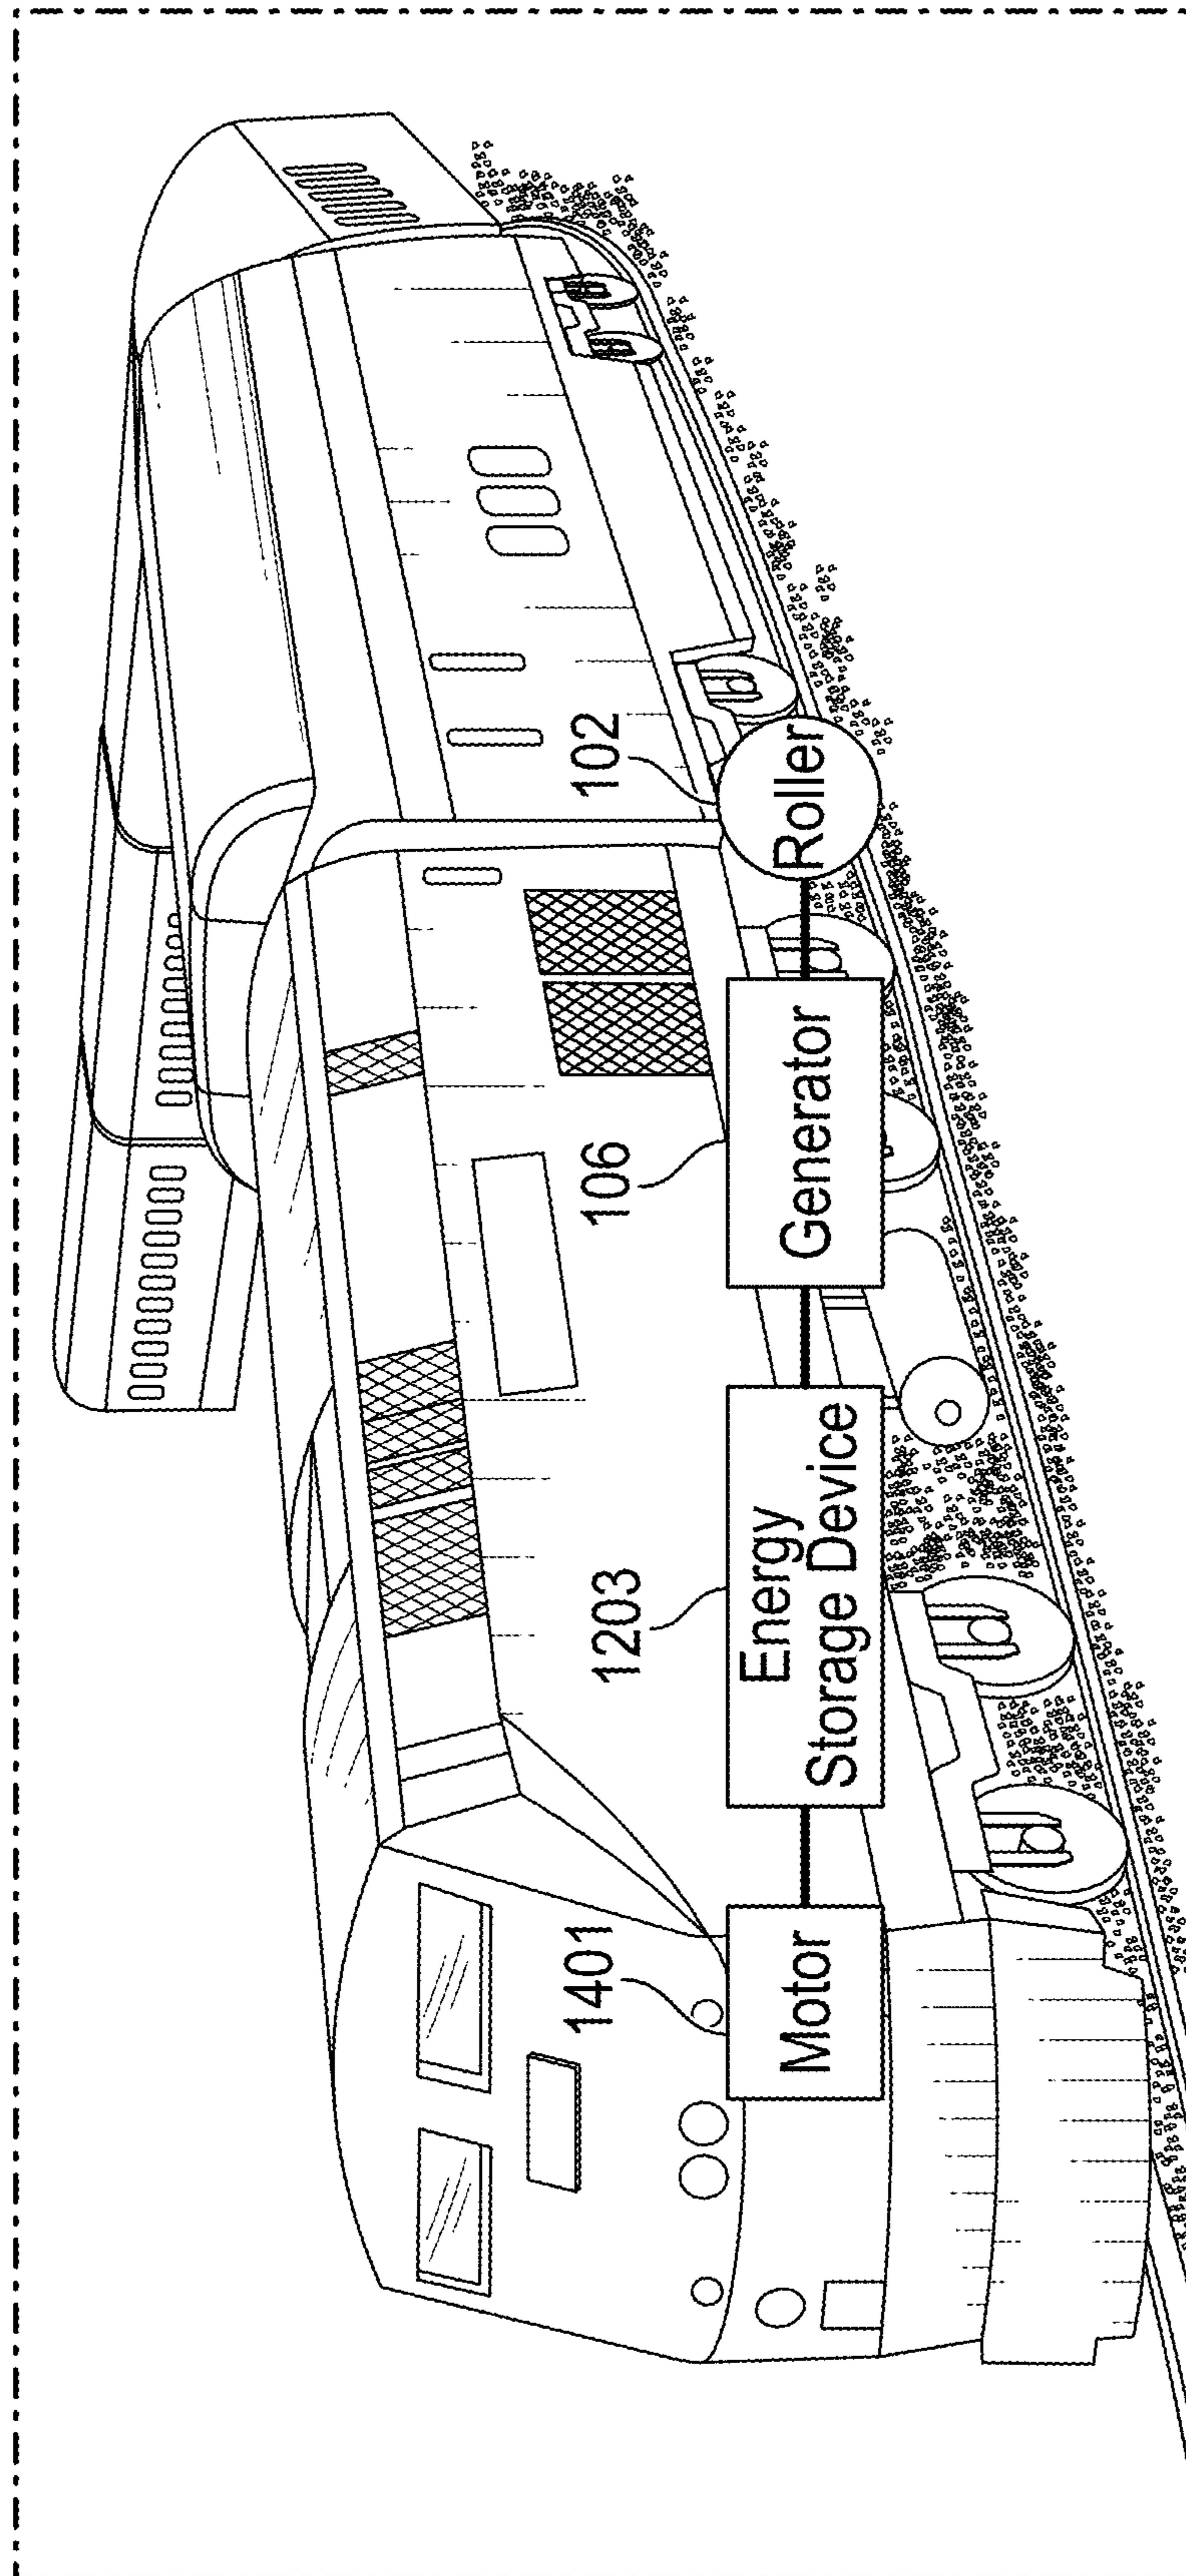 1401
Motor
1203
Energy
Storage Device
106
Generator
102
Roller